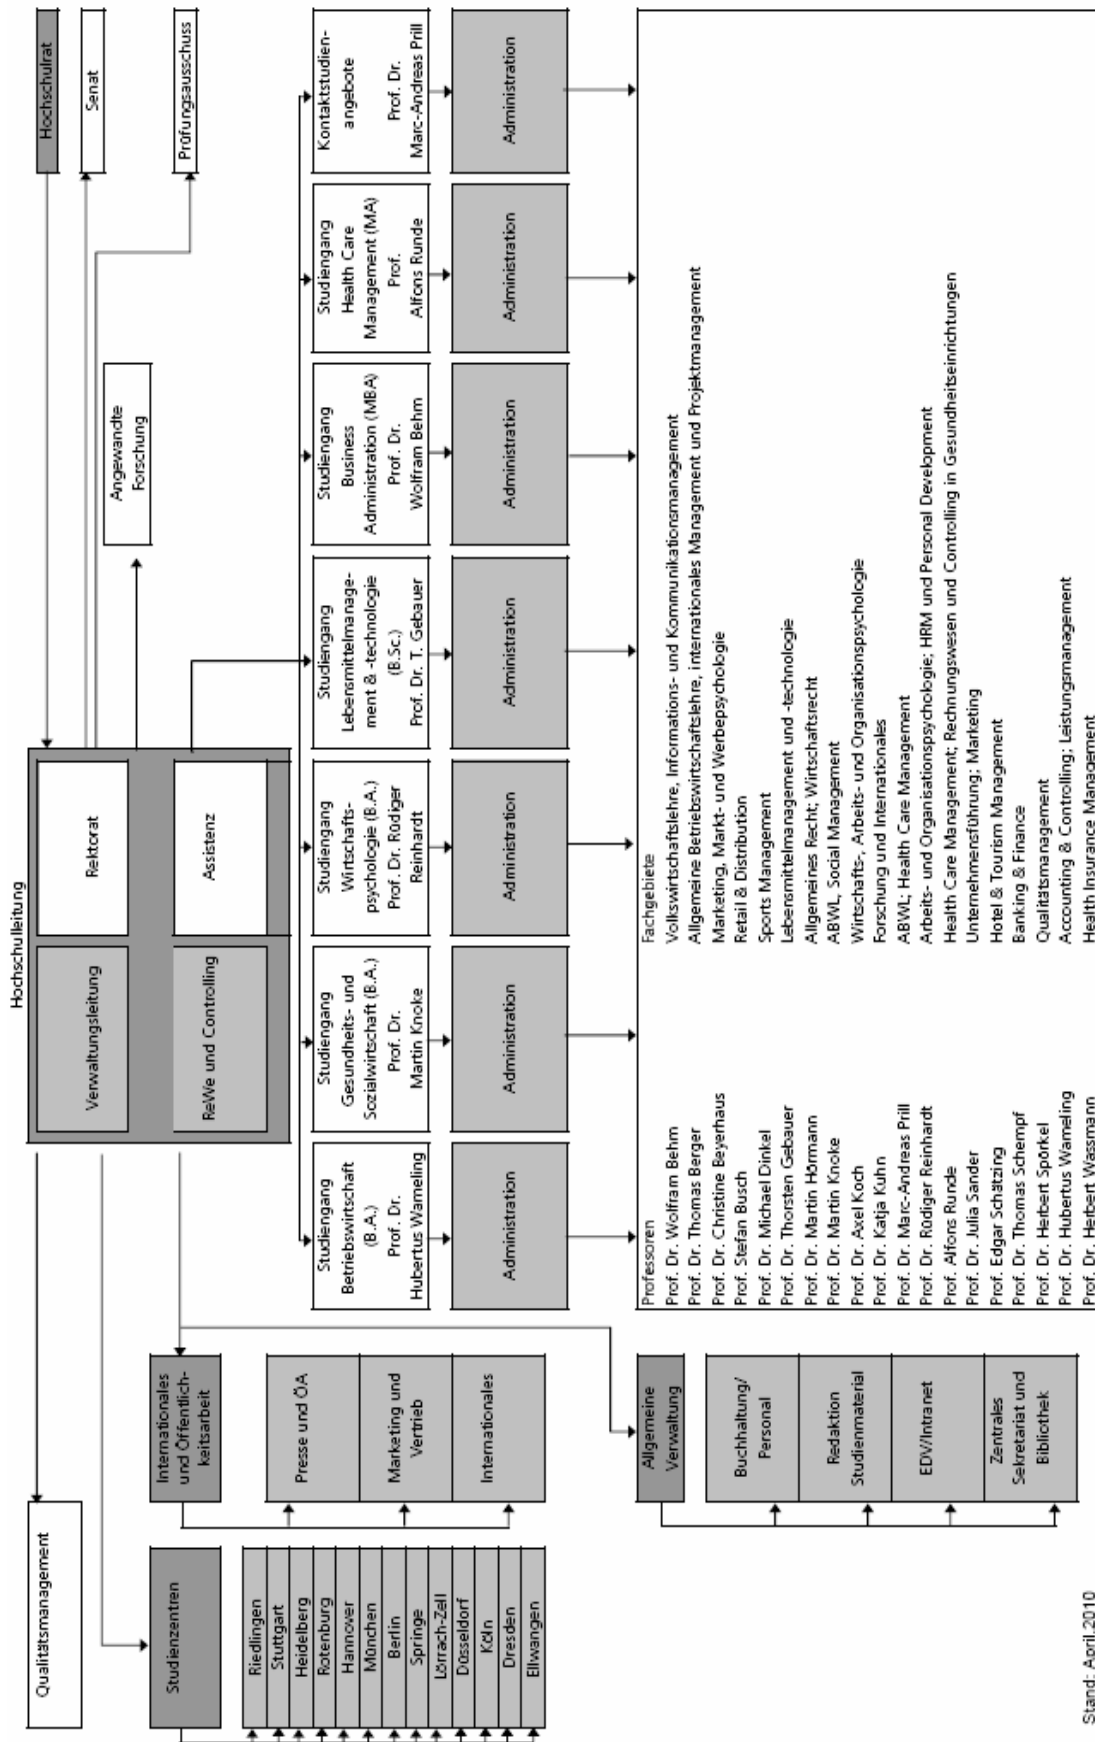 Hochschulleitung
Verwaltungsleitung
Rektorat
ReWe und Controlling
Assistenz
Hochschulrat
Senat
Prüfungsausschuss
Angewandte
Forschung
Qualitätsmanagement
Studienzentren
Riedlingen
Stuttgart
Heidelberg
Rotenburg
Hannover
München
Berlin
Springe
Lörrach-Zell
Düsseldorf
Köln
Dresden
Ellwangen
Internationales
und Öffentlich-
keitsarbeit
Presse und ÖA
Marketing und
Vertrieb
Internationales
Allgemeine
Verwaltung
Buchhaltung/
Personal
Redaktion
Studienmaterial
EDV/Intranet
Zentrales
Sekretariat und
Bibliothek
Studiengang
Betriebswirtschaft
(B.A.)
Prof. Dr.
Hubertus Wameling
Administration
Studiengang
Gesundheits- und
Sozialwirtschaft (B.A.)
Prof. Dr.
Martin Knoke
Administration
Studiengang
Wirtschafts-
psychologie (B.A.)
Prof. Dr. Rüdiger
Reinhardt
Administration
Studiengang
Lebensmittelmanage-
ment & -technologie
(B.Sc.)
Prof. Dr. T. Gebauer
Administration
Studiengang
Business
Administration (MBA)
Prof. Dr.
Wolfram Behm
Administration
Studiengang
Health Care
Management (MA)
Prof.
Alfons Runde
Administration
Kontaktstudien-
angebote
Prof. Dr.
Marc-Andreas Prill
Administration
Professoren Fachgebiete
Prof. Dr. Wolfram Behm Volkswirtschaftslehre, Informations- und Kommunikationsmanagement
Prof. Dr. Thomas Berger Allgemeine Betriebswirtschaftslehre, internationales Management und Projektmanagement
Prof. Dr. Christine Beyerhaus Marketing, Markt- und Werbepsychologie
Prof. Stefan Busch Retail & Distribution
Prof. Dr. Michael Dinkel Sports Management
Prof. Dr. Thorsten Gebauer Lebensmittelmanagement und -technologie
Prof. Dr. Martin Hörmann Allgemeines Recht; Wirtschaftsrecht
Prof. Dr. Martin Knoke ABWL, Social Management
Prof. Dr. Axel Koch Wirtschafts-, Arbeits- und Organisationspsychologie
Prof. Dr. Katja Kuhn Forschung und Internationales
Prof. Dr. Marc-Andreas Prill ABWL; Health Care Management
Prof. Dr. Rüdiger Reinhardt Arbeits- und Organisationspsychologie; HRM und Personal Development
Prof. Alfons Runde Health Care Management; Rechnungswesen und Controlling in Gesundheitseinrichtungen
Prof. Dr. Julia Sander Unternehmensführung; Marketing
Prof. Edgar Schätzing Hotel & Tourism Management
Prof. Dr. Thomas Schempf Banking & Finance
Prof. Dr. Herbert Spörkel Qualitätsmanagement
Prof. Dr. Hubertus Wameling Accounting & Controlling; Leistungsmanagement
Prof. Dr. Herbert Wassmann Health Insurance Management
Stand: April.2010